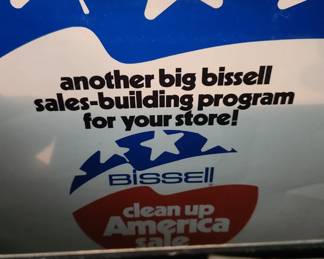 another big bissell
sales-building program
for your store!
BISSELL
clean up
America
sale